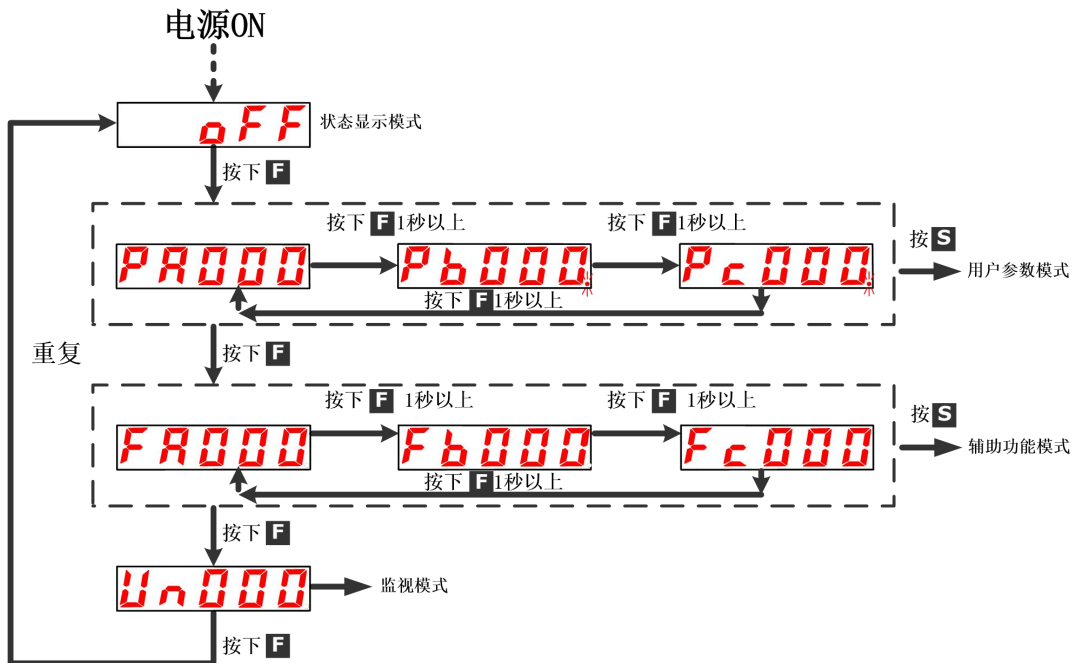 电源ON
oFF 状态显示模式
按下 F
按下 F 1秒以上 按下 F 1秒以上
按 S
PA000 Pb000. Pc000. 用户参数模式
按下 F 1秒以上
重复 按下 F
按下 F 1秒以上 按下 F 1秒以上
按 S
FA000 Fb000 Fc000 辅助功能模式
按下 F 1秒以上
按下 F
Un000 监视模式
按下 F